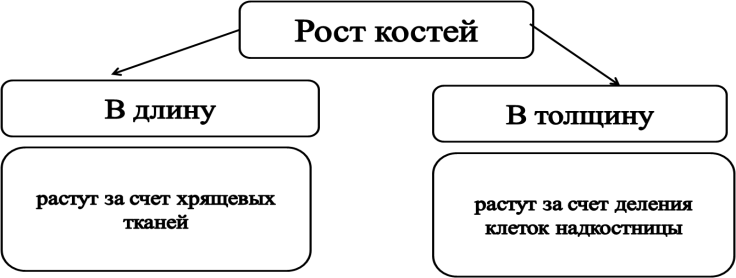 Рост костей
В длину
В толщину
растут за счет хрящевых
тканей
растут за счет деления
клеток надкостницы